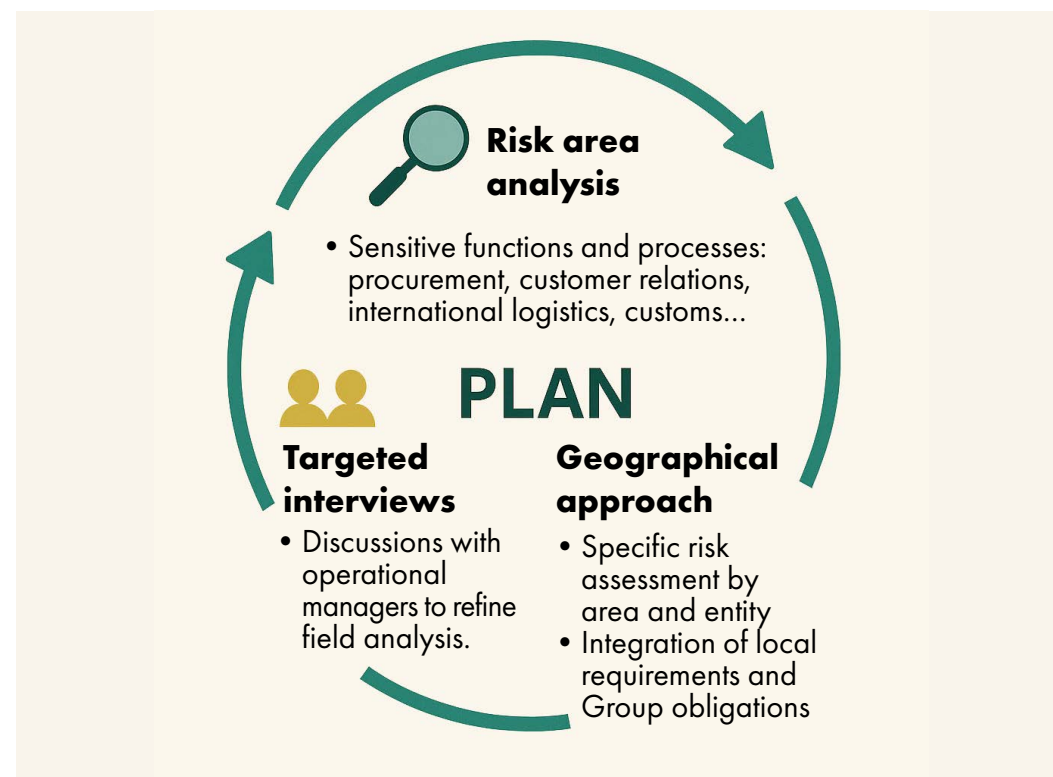 Risk area
analysis
• Sensitive functions and processes:
procurement, customer relations,
international logistics, customs...
PLAN
Targeted
interviews
• Discussions with
operational
managers to refine
field analysis.
Geographical
approach
• Specific risk
assessment by
area and entity
• Integration of local
requirements and
Group obligations